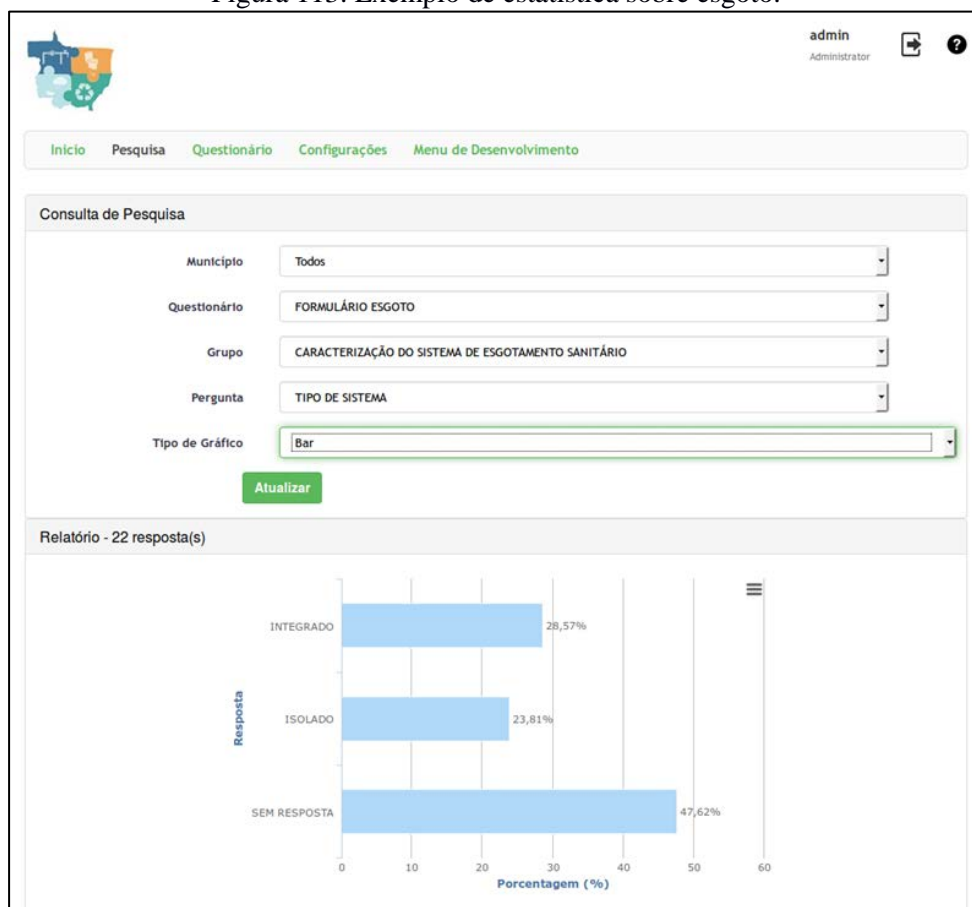 Figura 113. Exemplo de estatística sobre esgoto.
admin
Administrator
Início Pesquisa Questionário Configurações Menu de Desenvolvimento
Consulta de Pesquisa
Município Todos
Questionário FORMULÁRIO ESGOTO
Grupo CARACTERIZAÇÃO DO SISTEMA DE ESGOTAMENTO SANITÁRIO
Pergunta TIPO DE SISTEMA
Tipo de Gráfico Bar
Atualizar
Relatório - 22 resposta(s)
INTEGRADO 28,57%
Resposta
ISOLADO 23,81%
SEM RESPOSTA 47,62%
0 10 20 30 40 50 60
Porcentagem (%)